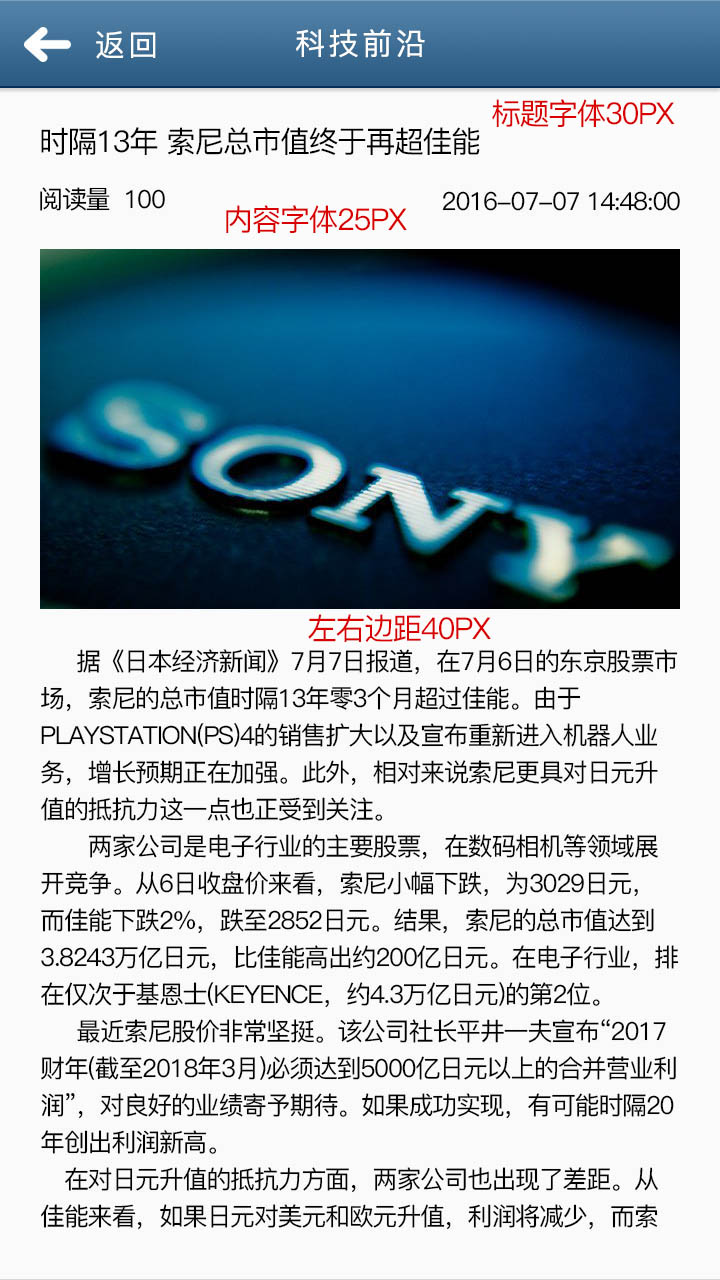 返回
科技前沿
标题字体30PX
时隔13年 索尼总市值终于再超佳能
阅读量 100
内容字体25PX
2016-07-07 14:48:00
SONY
左右边距40PX
据《日本经济新闻》7月7日报道，在7月6日的东京股票市
场，索尼的总市值时隔13年零3个月超过佳能。由于
PLAYSTATION(PS)4的销售扩大以及宣布重新进入机器人业
务，增长预期正在加强。此外，相对来说索尼更具对日元升
值的抵抗力这一点也正受到关注。
两家公司是电子行业的主要股票，在数码相机等领域展
开竞争。从6日收盘价来看，索尼小幅下跌，为3029日元，
而佳能下跌2%，跌至2852日元。结果，索尼的总市值达到
3.8243万亿日元，比佳能高出约200亿日元。在电子行业，排
在仅次于基恩士(KEYENCE，约4.3万亿日元)的第2位。
最近索尼股价非常坚挺。该公司社长平井一夫宣布“2017
财年(截至2018年3月)必须达到5000亿日元以上的合并营业利
润”，对良好的业绩寄予期待。如果成功实现，有可能时隔20
年创出利润新高。
在对日元升值的抵抗力方面，两家公司也出现了差距。从
佳能来看，如果日元对美元和欧元升值，利润将减少，而索